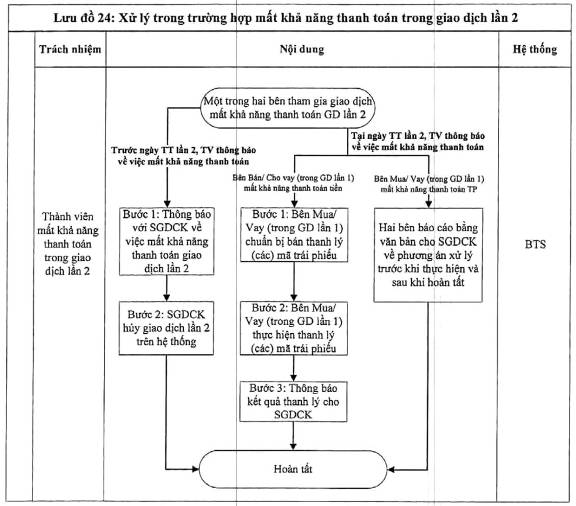 Lưu đồ 24: Xử lý trong trường hợp mất khả năng thanh toán trong giao dịch lần 2
Trách nhiệm
Nội dung
Hệ thống
Một trong hai bên tham gia giao dịch
mất khả năng thanh toán GD lần 2
Trước ngày TT lần 2, TV thông báo
về việc mất khả năng thanh toán
Tại ngày TT lần 2, TV thông báo
về việc mất khả năng thanh toán
Bên Bán/ Cho vay (trong GD lần 1)
mất khả năng thanh toán tiền
Bên Mua/ Vay (trong GD lần 1)
mất khả năng thanh toán TP
Thành viên
mất khả năng
thanh toán
trong giao dịch
lần 2
Bước 1: Thông báo
với SGDCK về
việc mất khả năng
thanh toán giao
dịch lần 2
Bước 1: Bên Mua/
Vay (trong GD lần 1)
chuẩn bị bán thanh lý
(các) mã trái phiếu
Hai bên báo cáo bằng
văn bản cho SGDCK
về phương án xử lý
trước khi thực hiện và
sau khi hoàn tất
BTS
Bước 2: SGDCK
hủy giao dịch lần 2
trên hệ thống
Bước 2: Bên Mua/
Vay (trong GD lần 1)
thực hiện thanh lý
(các) mã trái phiếu
Bước 3: Thông báo
kết quả thanh lý cho
SGDCK
Hoàn tất